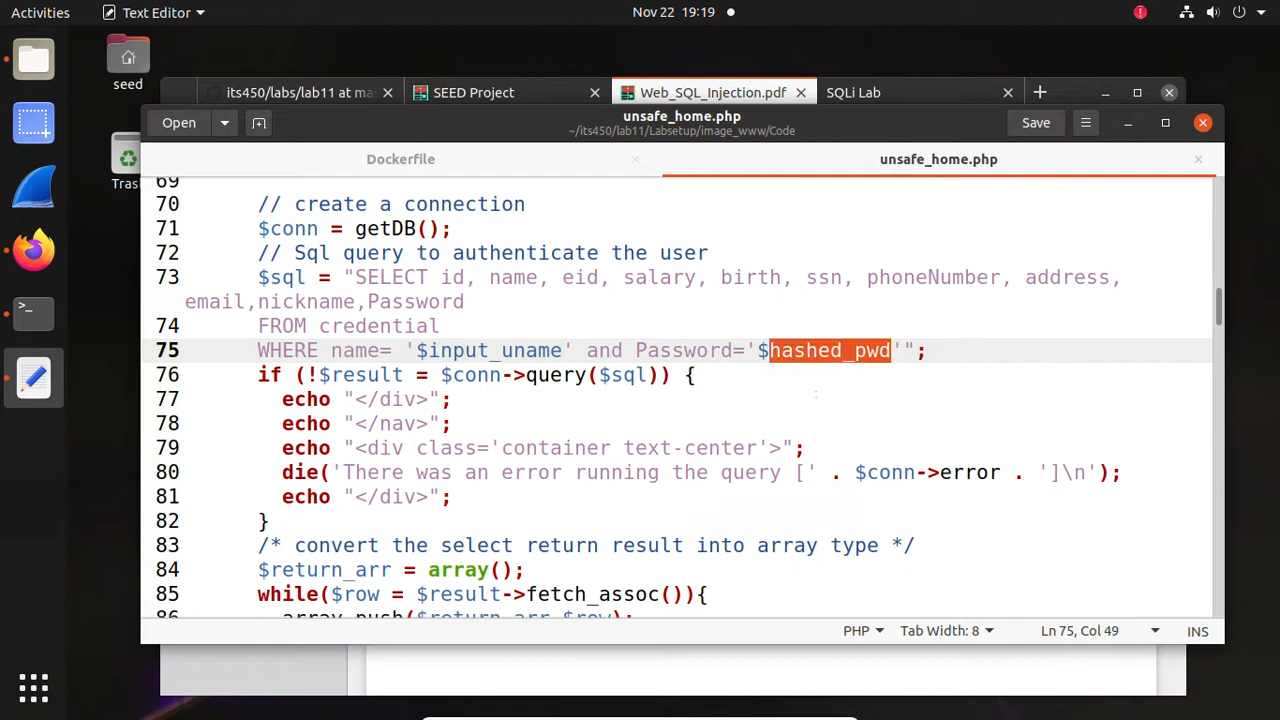 Activities
Text Editor
Nov 22 19:19
seed
Tras
its450/labs/lab11 at mas
SEED Project
Web_SQL_Injection.pdf
SQLi Lab
Open
unsafe_home.php
~/its450/lab11/Labsetup/image_www/Code
Save
Dockerfile
unsafe_home.php
69
70 // create a connection
71 $conn = getDB();
72 // Sql query to authenticate the user
73 $sql = "SELECT id, name, eid, salary, birth, ssn, phoneNumber, address,
email,nickname,Password
74 FROM credential
75 WHERE name= '$input_uname' and Password='$hashed_pwd'";
76 if (!$result = $conn->query($sql)) {
77 echo "</div>";
78 echo "</nav>";
79 echo "<div class='container text-center'>";
80 die('There was an error running the query [' . $conn->error . ']\n');
81 echo "</div>";
82 }
83 /* convert the select return result into array type */
84 $return_arr = array();
85 while($row = $result->fetch_assoc()){
86 array_push($return_arr,$row);
PHP
Tab Width: 8
Ln 75, Col 49
INS